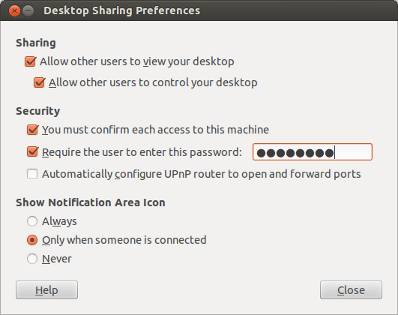 Desktop Sharing Preferences
Sharing
Allow other users to view your desktop
Allow other users to control your desktop
Security
You must confirm each access to this machine
Require the user to enter this password: ●●●●●●●●
Automatically configure UPnP router to open and forward ports
Show Notification Area Icon
Always
Only when someone is connected
Never
Help Close